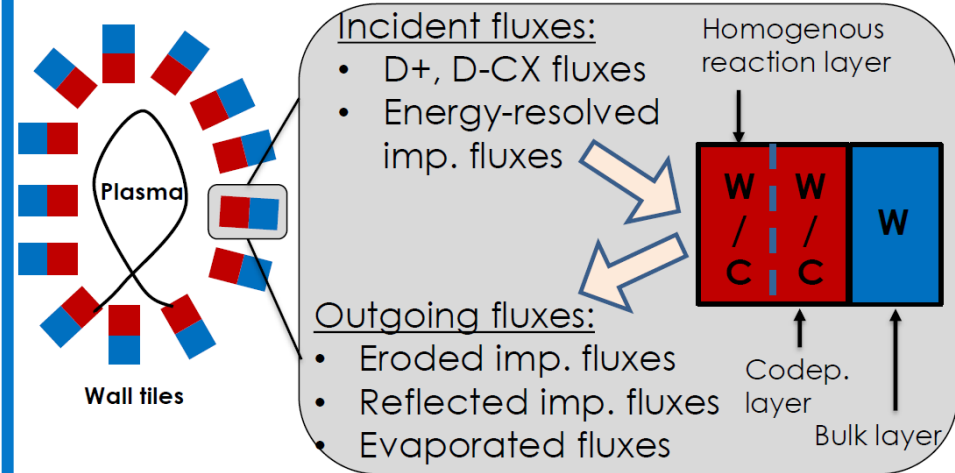 Incident fluxes:
• D+, D-CX fluxes
• Energy-resolved
imp. fluxes
Homogenous
reaction layer
Plasma
W
/
C
W
/
C
W
Outgoing fluxes:
• Eroded imp. fluxes
• Reflected imp. fluxes
• Evaporated fluxes
Codep.
layer
Bulk layer
Wall tiles